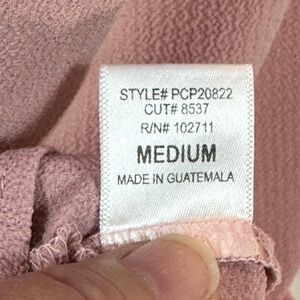 STYLE# PCP20822
CUT# 8537
R/N# 102711
MEDIUM
MADE IN GUATEMALA